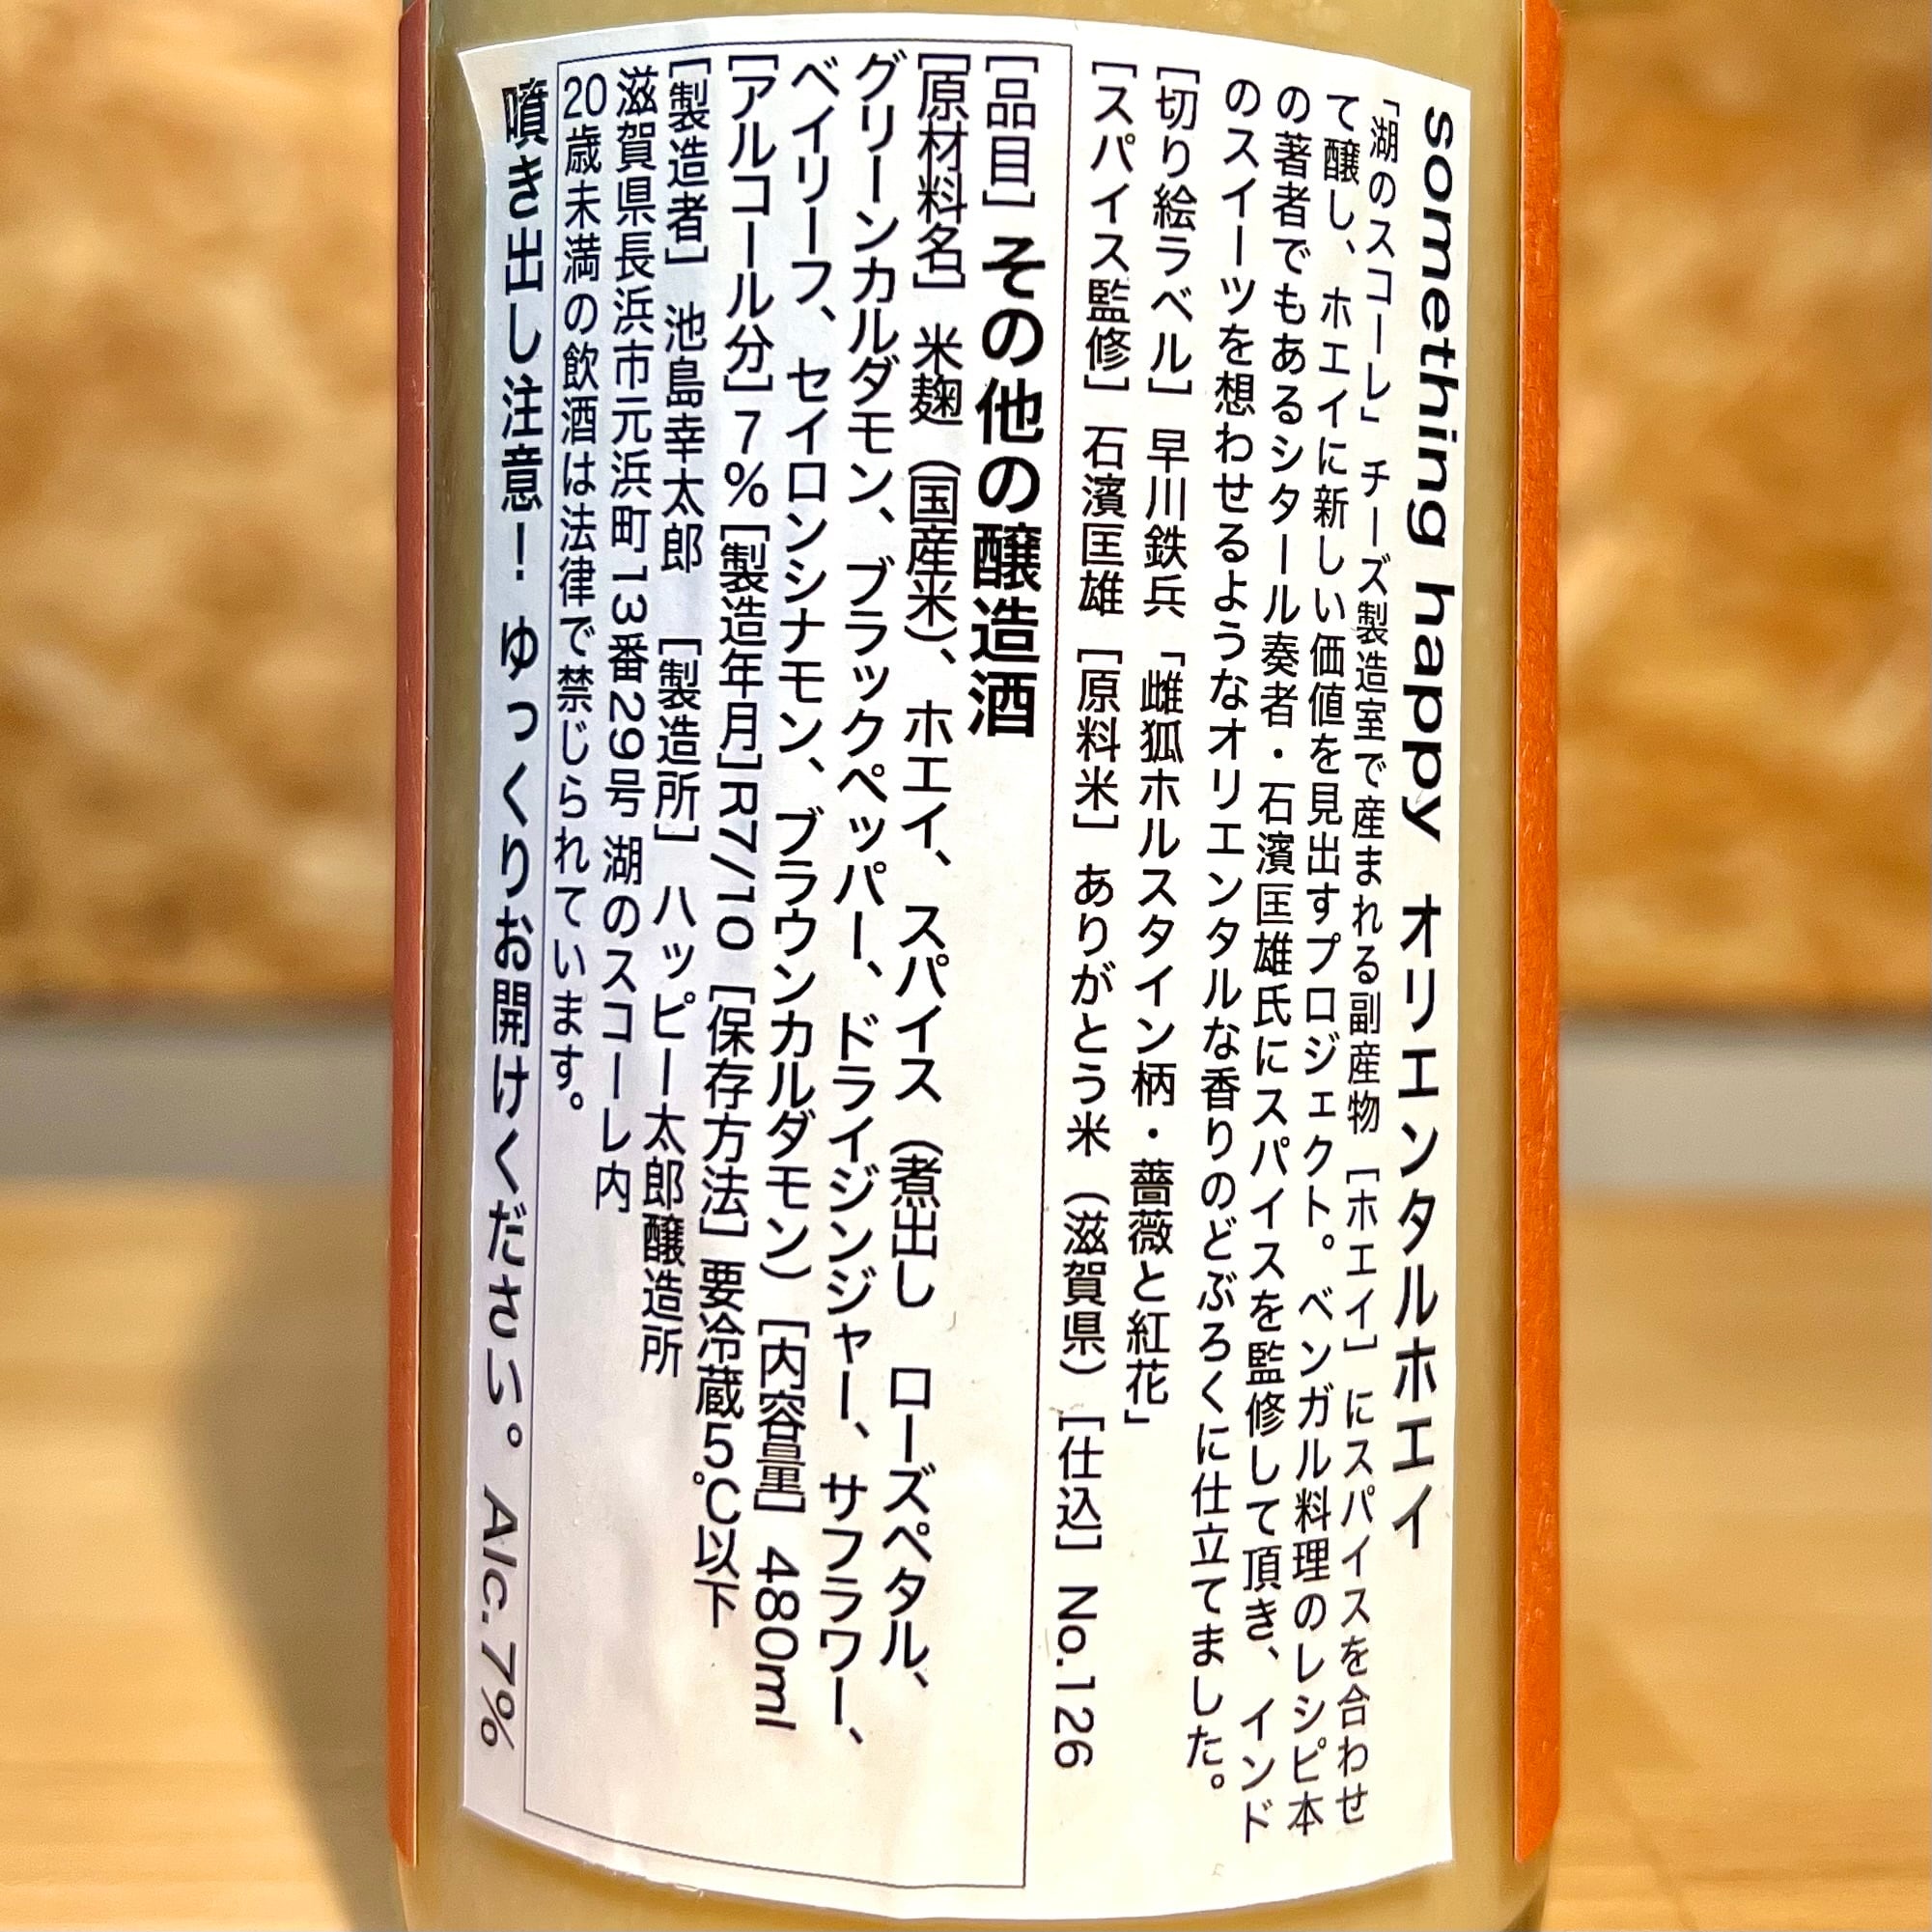 something happy オリエンタルホエイ
「湖のスコーレ」チーズ製造室で産まれる副産物［ホエイ］にスパイスを合わせ
て醸し、ホエイに新しい価値を見出すプロジェクト。ベンガル料理のレシピ本
の著者でもあるシタール奏者・石濱匡雄氏にスパイスを監修して頂き、インド
のスイーツを想わせるようなオリエンタルな香りのどぶろくに仕立てました。
［切り絵ラベル］早川鉄兵「雌狐ホルスタイン柄・薔薇と紅花」
［スパイス監修］石濱匡雄［原料米］ありがとう米（滋賀県）［仕込］No.126
［品目］その他の醸造酒
［原材料名］米麹（国産米）、ホエイ、スパイス（煮出し ローズペタル、
グリーンカルダモン、ブラックペッパー、ドライジンジャー、サフラワー、
ベイリーフ、セイロンシナモン、ブラウンカルダモン）［内容量］480ml
［アルコール分］7％［製造年月］R7/10［保存方法］要冷蔵5℃以下
［製造者］池島幸太郎 ［製造所］ハッピー太郎醸造所
滋賀県長浜市元浜町13番29号 湖のスコーレ内
20歳未満の飲酒は法律で禁じられています。
噴き出し注意！ゆっくりお開けください。Alc.7%